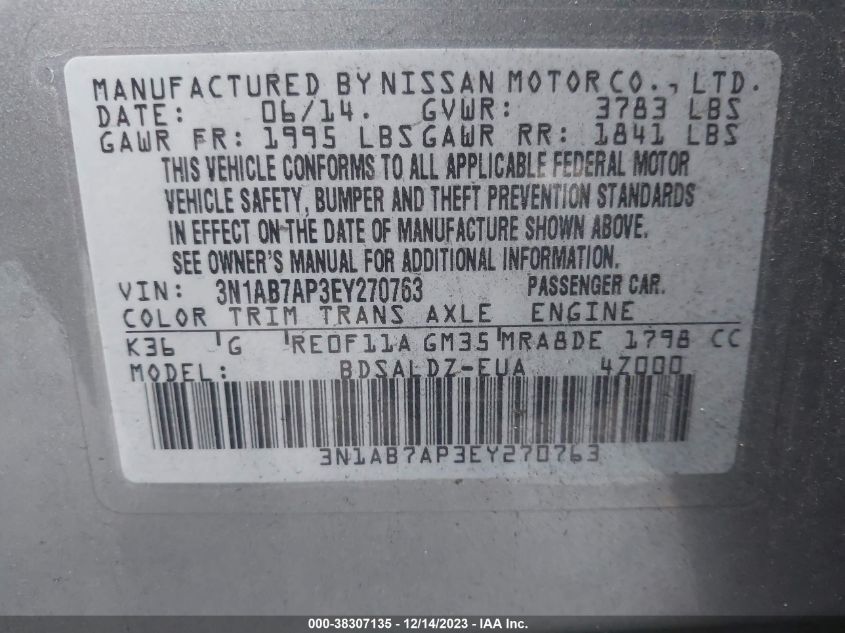 MANUFACTURED BY NISSAN MOTOR CO., LTD.
DATE: 06/14. GVWR: 3783 LBS
GAWR FR: 1995 LBS GAWR RR: 1841 LBS
THIS VEHICLE CONFORMS TO ALL APPLICABLE FEDERAL MOTOR
VEHICLE SAFETY, BUMPER AND THEFT PREVENTION STANDARDS
IN EFFECT ON THE DATE OF MANUFACTURE SHOWN ABOVE.
SEE OWNER'S MANUAL FOR ADDITIONAL INFORMATION.
VIN: 3N1AB7AP3EY270763 PASSENGER CAR.
COLOR TRIM TRANS AXLE ENGINE
K36 G RE0F11A GM35 MRA8DE 1798 CC
MODEL: BDSALDZ-EUA 4Z000
3N1AB7AP3EY270763
000-38307135 - 12/14/2023 - IAA Inc.